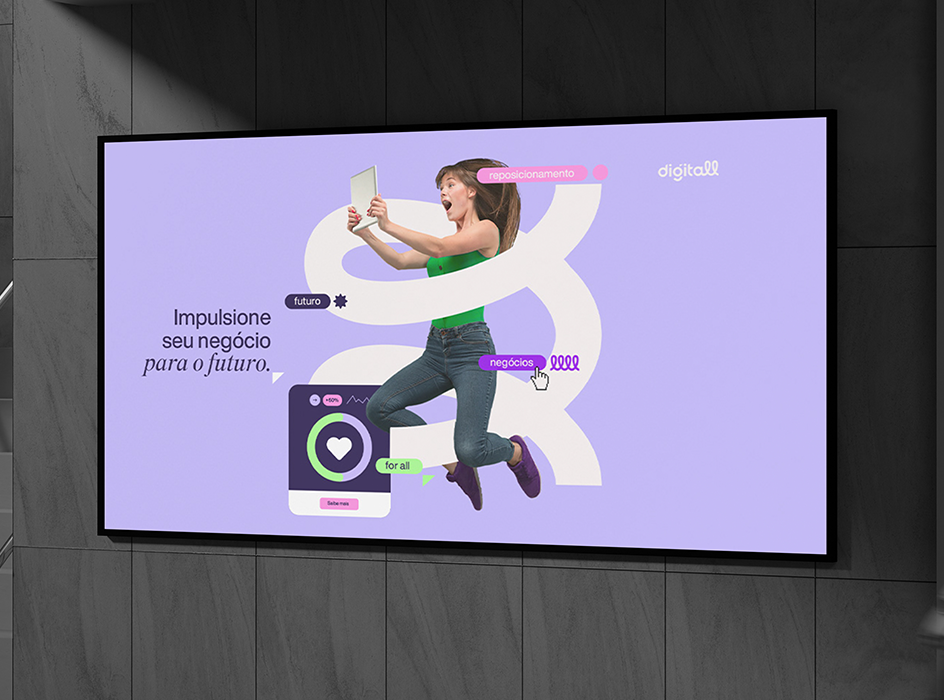 reposicionamento
digitall
futuro
Impulsione
seu negócio
para o futuro.
negócios
+50%
for all
Saiba mais